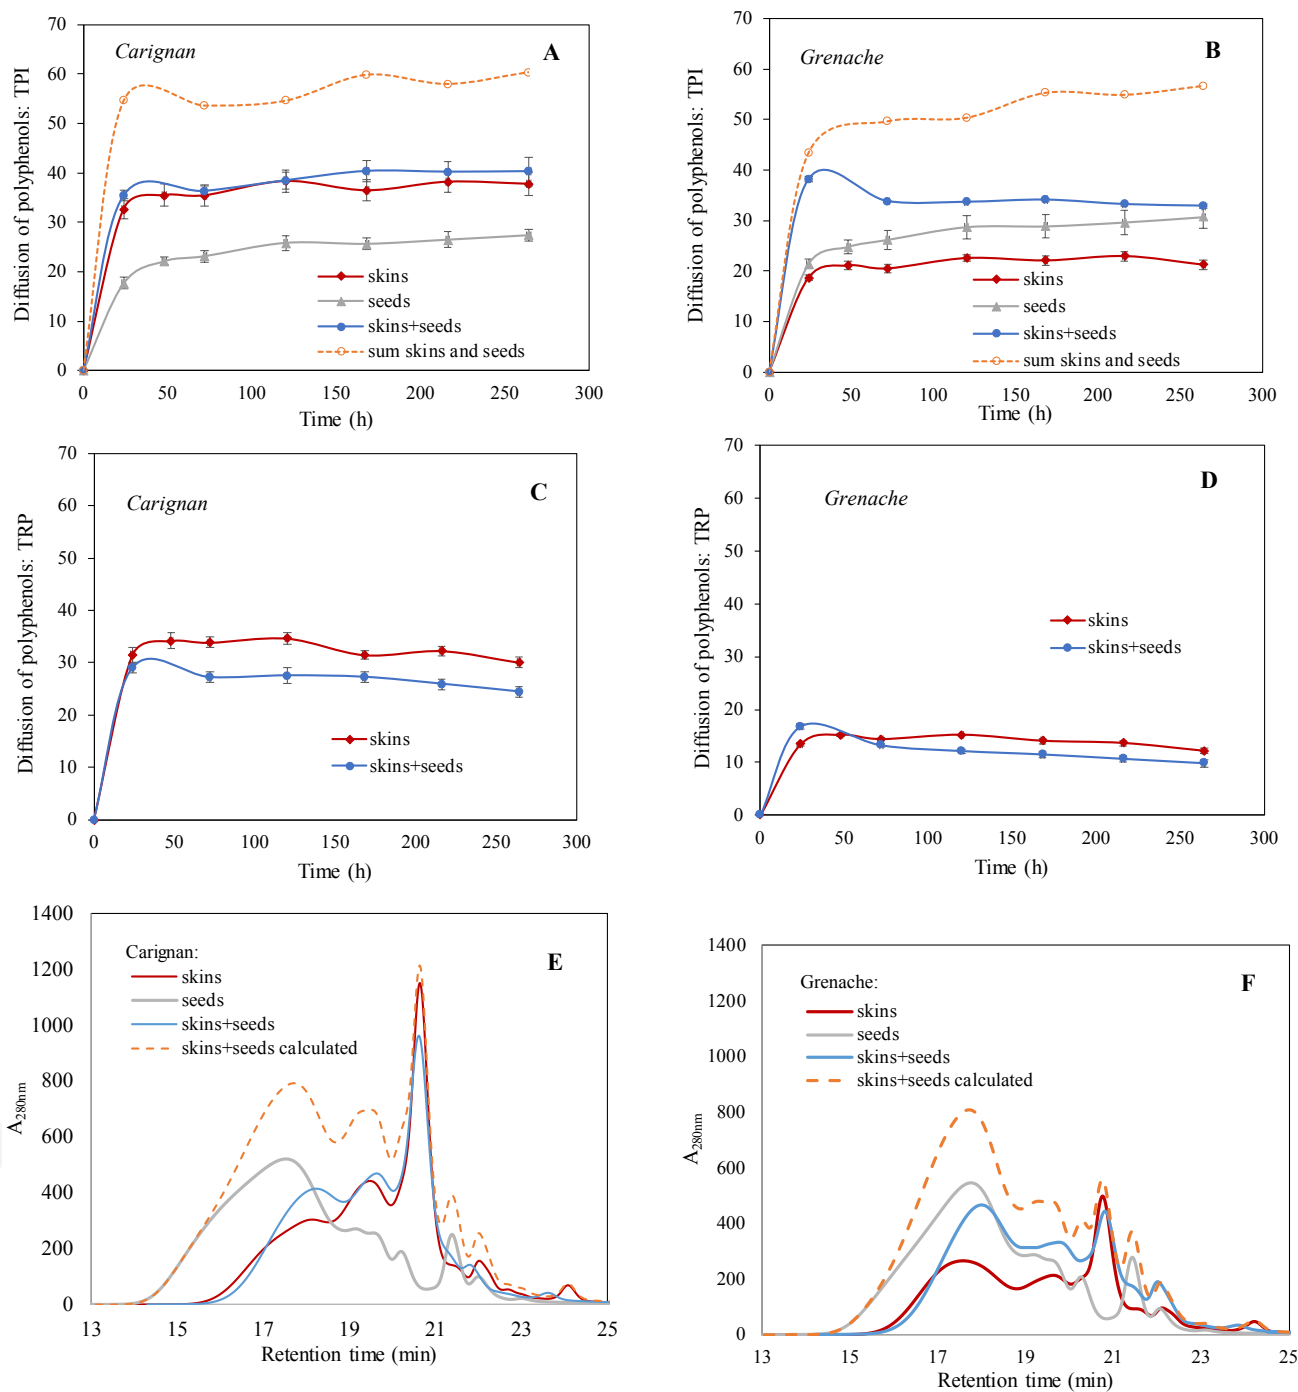 Carignan
A
Diffusion of polyphenols: TPI
70
60
50
40
30
20
10
0
skins
seeds
skins+seeds
sum skins and seeds
0 50 100 150 200 250 300
Time (h)
Grenache
B
Diffusion of polyphenols: TPI
70
60
50
40
30
20
10
0
skins
seeds
skins+seeds
sum skins and seeds
0 50 100 150 200 250 300
Time (h)
Carignan
C
Diffusion of polyphenols: TRP
70
60
50
40
30
20
10
0
skins
skins+seeds
0 50 100 150 200 250 300
Time (h)
Grenache
D
Diffusion of polyphenols: TRP
70
60
50
40
30
20
10
0
skins
skins+seeds
0 50 100 150 200 250 300
Time (h)
Carignan:
E
skins
seeds
skins+seeds
skins+seeds calculated
A280nm
1400
1200
1000
800
600
400
200
0
13 15 17 19 21 23 25
Retention time (min)
Grenache:
F
skins
seeds
skins+seeds
skins+seeds calculated
A280nm
1400
1200
1000
800
600
400
200
0
13 15 17 19 21 23 25
Retention time (min)